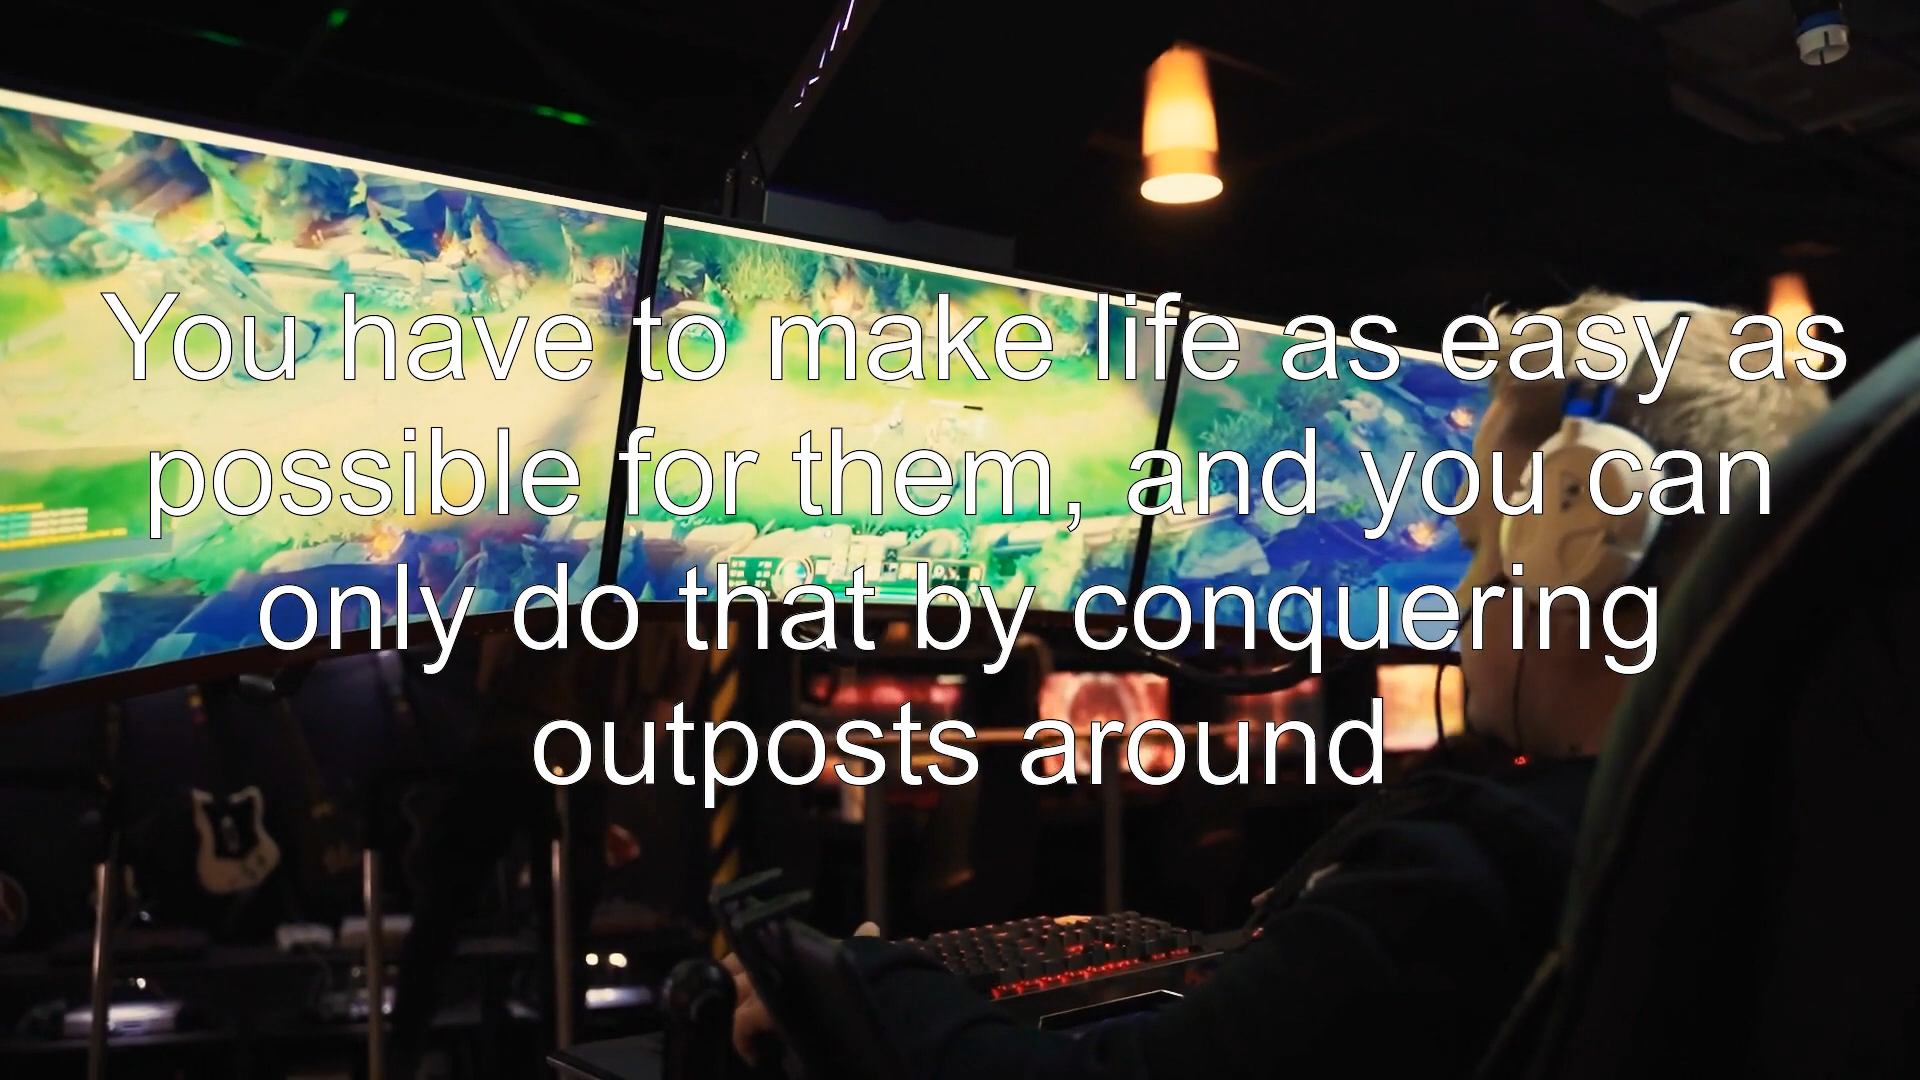 You have to make life as easy as
possible for them, and you can
only do that by conquering
outposts around